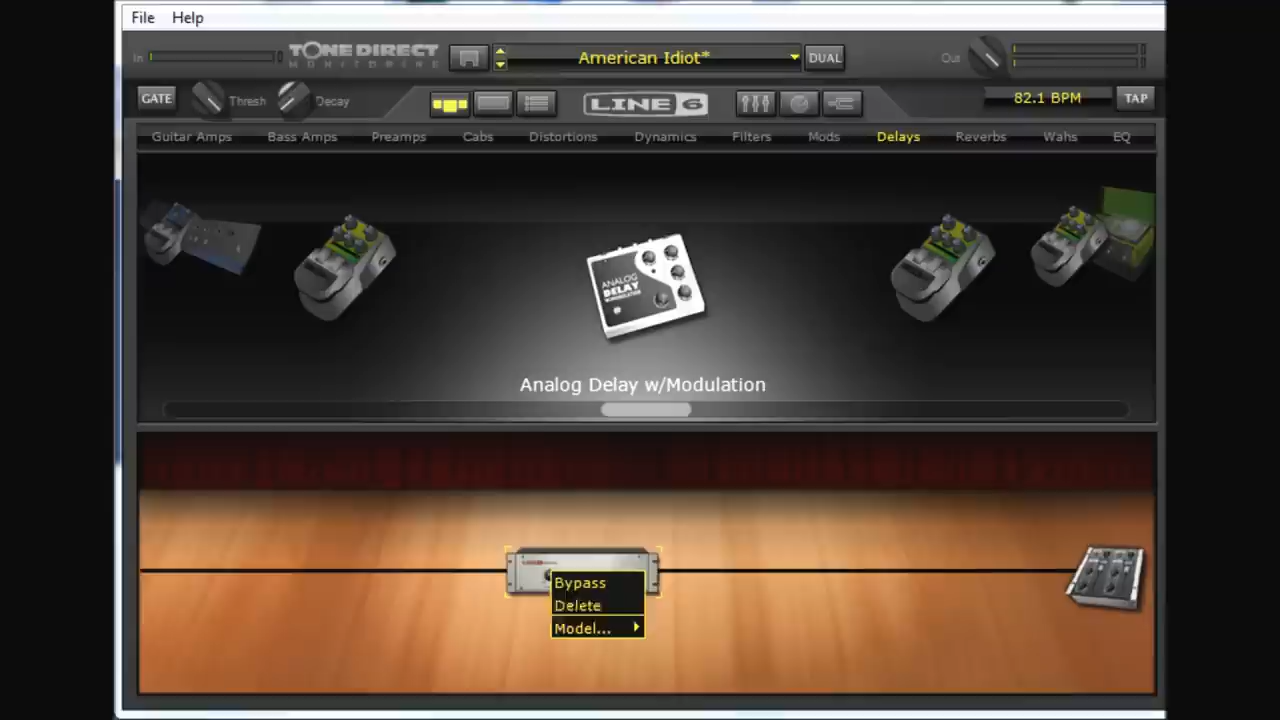 File Help
In TONE DIRECT American Idiot* DUAL Out
MONITORING
GATE Thresh Decay LINE 6 82.1 BPM TAP
Guitar Amps Bass Amps Preamps Cabs Distortions Dynamics Filters Mods Delays Reverbs Wahs EQ
ANALOG
DELAY
W/MODULATION
Analog Delay w/Modulation
Bypass
Delete
Model...